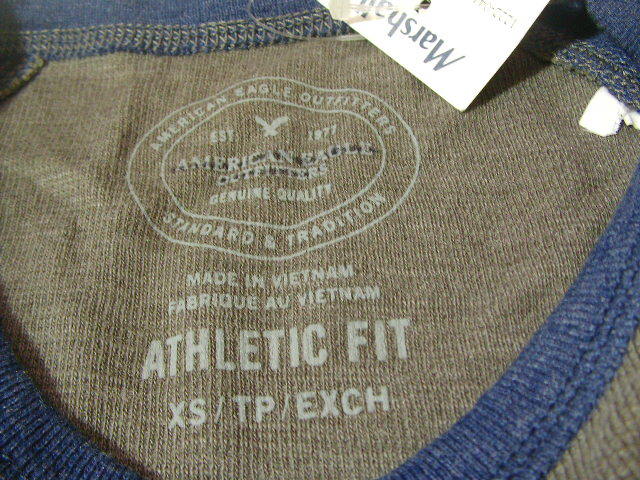 Marshall
AMERICAN EAGLE OUTFITTERS
EST. 1977
AMERICAN EAGLE
OUTFITTERS
GENUINE QUALITY
STANDARD & TRADITION
MADE IN VIETNAM
FABRIQUE AU VIETNAM
ATHLETIC FIT
XS/TP/EXCH